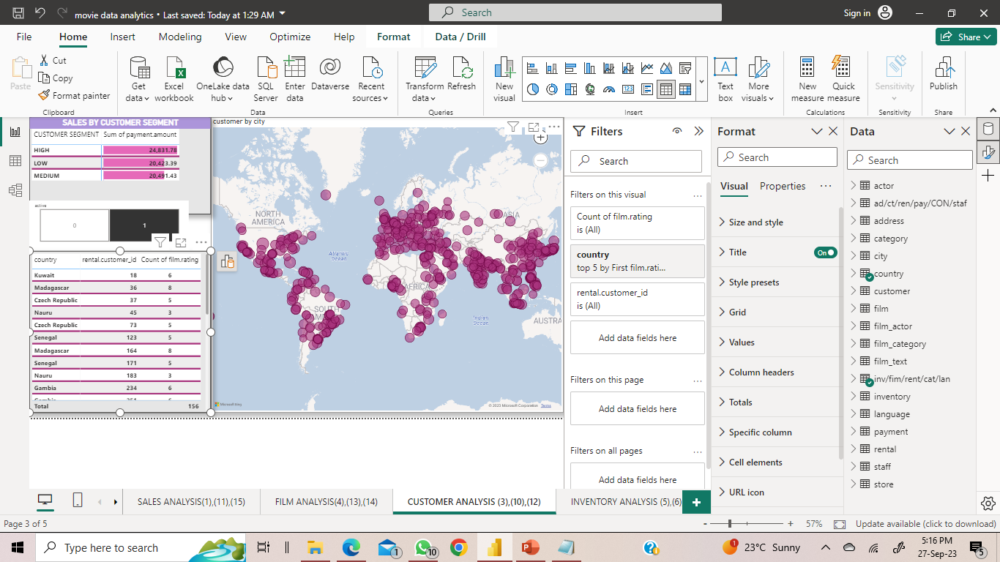 movie data analytics • Last saved: Today at 1:29 AM
Search
Sign in
File Home Insert Modeling View Optimize Help Format Data / Drill
Share
Paste
Cut
Copy
Format painter
Clipboard
Get data
Excel workbook
OneLake data hub
SQL Server
Enter data
Dataverse
Recent sources
Data
Transform data
Refresh
Queries
New visual
Text box
More visuals
Insert
New measure
Quick measure
Calculations
Sensitivity
Sensitivity
Publish
Share
SALES BY CUSTOMER SEGMENT
CUSTOMER SEGMENT Sum of payment.amount
HIGH 24,831.78
LOW 20,423.39
MEDIUM 20,491.43
active
0 1
country rental.customer_id Count of film.rating
Kuwait 18 6
Madagascar 36 8
Czech Republic 37 5
Nauru 45 3
Czech Republic 73 5
Senegal 123 5
Madagascar 164 8
Senegal 171 5
Nauru 183 3
Gambia 234 6
Total 156
customer by city
NORTH AMERICA
Atlantic Ocean
ASIA
AFRICA
SOUTH AMERICA
Indian Ocean
AUSTRA
Microsoft Bing
© 2023 Microsoft Corporation Terms
Filters
Search
Filters on this visual
Count of film.rating
is (All)
country
top 5 by First film.rati...
rental.customer_id
is (All)
Add data fields here
Filters on this page
Add data fields here
Filters on all pages
Add data fields here
Format
Search
Visual Properties
Size and style
Title On
Style presets
Grid
Values
Column headers
Totals
Specific column
Cell elements
URL icon
Data
Search
actor
ad/ct/ren/pay/CON/staf
address
category
city
country
customer
film
film_actor
film_category
film_text
inv/fim/rent/cat/lan
inventory
language
payment
rental
staff
store
SALES ANALYSIS(1),(11),(15)
FILM ANALYSIS(4),(13),(14)
CUSTOMER ANALYSIS (3),(10),(12)
INVENTORY ANALYSIS (5),(6)
Page 3 of 5
57%
Update available (click to download)
Type here to search
1
10
1
23°C Sunny
5:16 PM
27-Sep-23
5